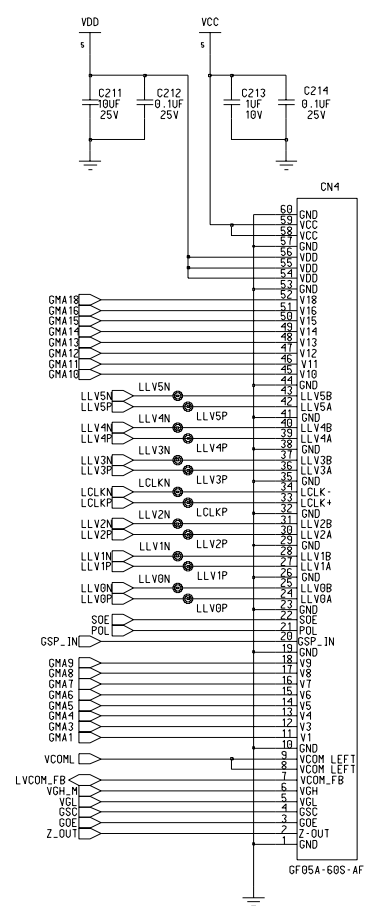 VDD VCC
5 5
C211 10UF 25V
C212 0.1UF 25V
C213 1UF 10V
C214 0.1UF 25V
CN4
60 GND
59 VCC
58 VCC
57 GND
56 VDD
55 VDD
54 VDD
53 GND
GMA18 52 V18
GMA16 51 V16
GMA15 50 V15
GMA14 49 V14
GMA13 48 V13
GMA12 47 V12
GMA11 46 V11
GMA10 45 V10
44 GND
LLV5N LLV5N 43 LLV5B
LLV5P LLV5P 42 LLV5A
41 GND
LLV4N LLV4N 40 LLV4B
LLV4P LLV4P 39 LLV4A
38 GND
LLV3N LLV3N 37 LLV3B
LLV3P LLV3P 36 LLV3A
35 GND
LCLKN LCLKN 34 LCLK-
LCLKP LCLKP 33 LCLK+
32 GND
LLV2N LLV2N 31 LLV2B
LLV2P LLV2P 30 LLV2A
29 GND
LLV1N LLV1N 28 LLV1B
LLV1P LLV1P 27 LLV1A
26 GND
LLV0N LLV0N 25 LLV0B
LLV0P LLV0P 24 LLV0A
23 GND
SOE 22 SOE
POL 21 POL
GSP_IN 20 GSP_IN
19 GND
GMA9 18 V9
GMA8 17 V8
GMA7 16 V7
GMA6 15 V6
GMA5 14 V5
GMA4 13 V4
GMA3 12 V3
GMA1 11 V1
10 GND
VCOML 9 VCOM LEFT
8 VCOM LEFT
LVCOM_FB 7 VCOM_FB
VGH_M 6 VGH
VGL 5 VGL
GSC 4 GSC
GOE 3 GOE
Z_OUT 2 Z-OUT
1 GND
GF05A-60S-AF